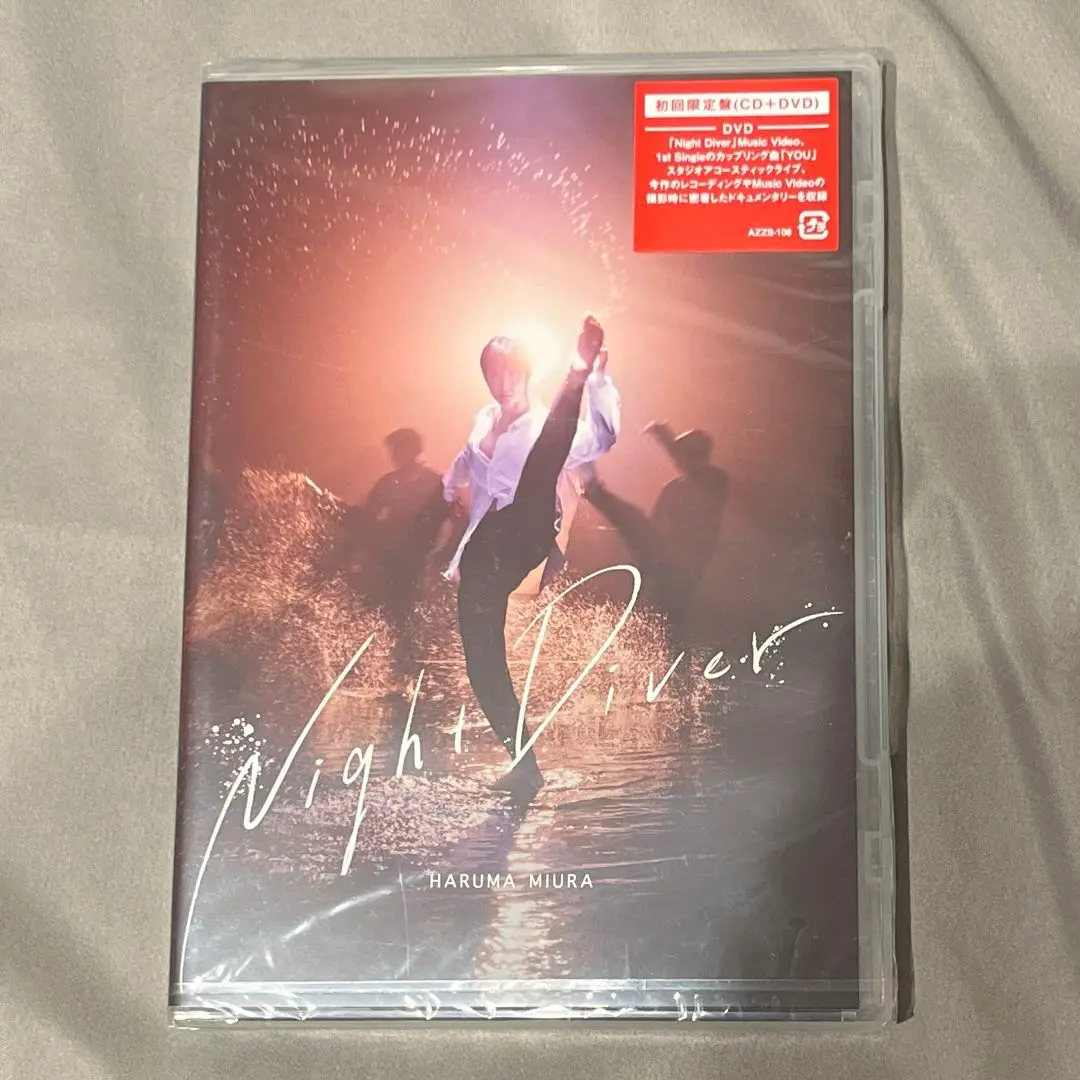 初回限定盤(CD+DVD)
DVD
「Night Diver」Music Video、
1st Singleのカップリング曲「YOU」
スタジオアコースティックライブ、
今作のレコーディングやMusic Videoの
撮影時に密着したドキュメンタリーを収録
AZZS-108
プラ
Night Diver
HARUMA MIURA